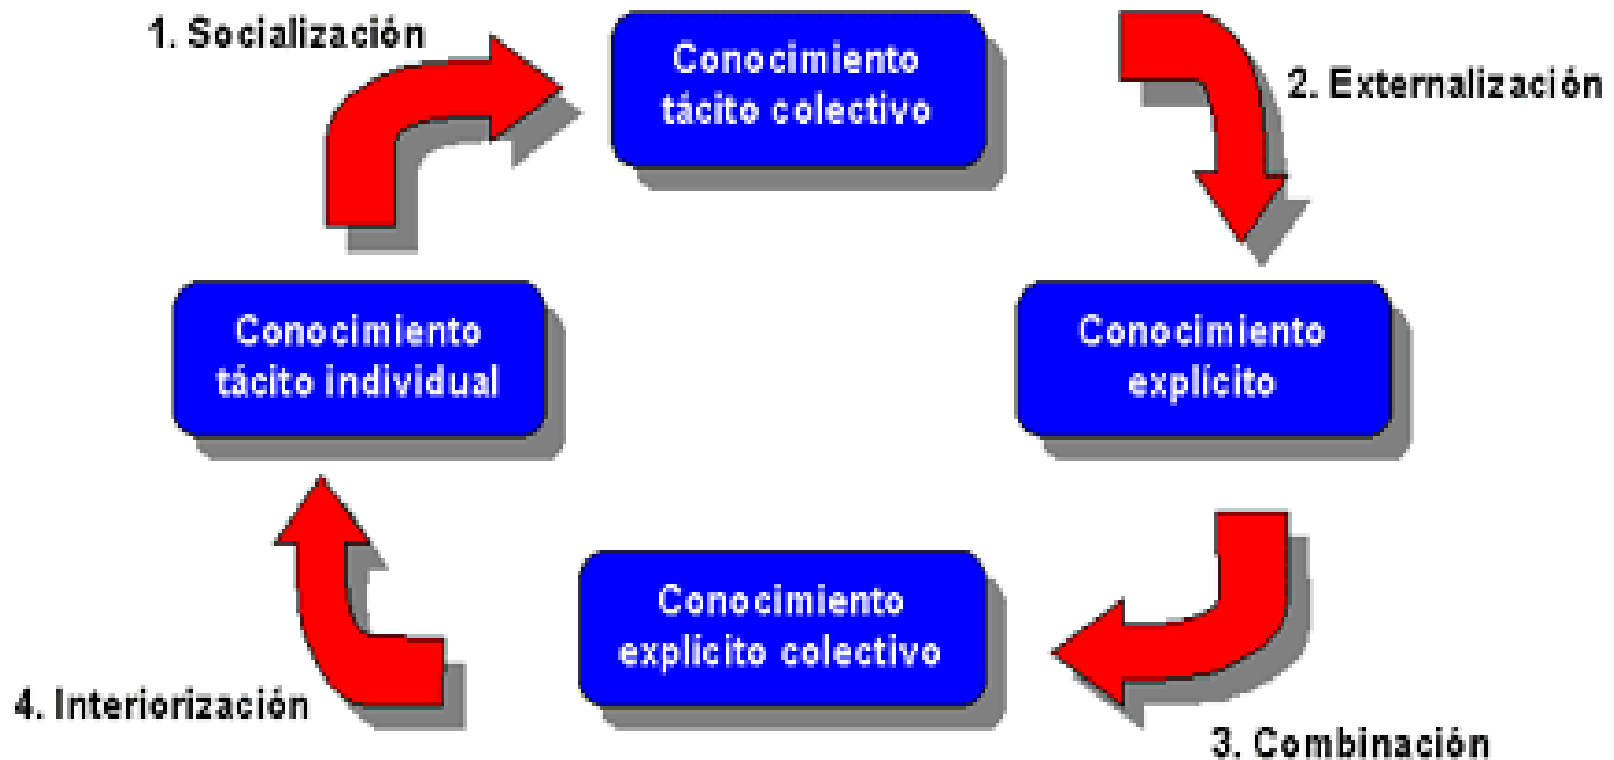 1. Socialización
Conocimiento
tácito colectivo
2. Externalización
Conocimiento
tácito individual
Conocimiento
explícito
Conocimiento
explícito colectivo
4. Interiorización
3. Combinación